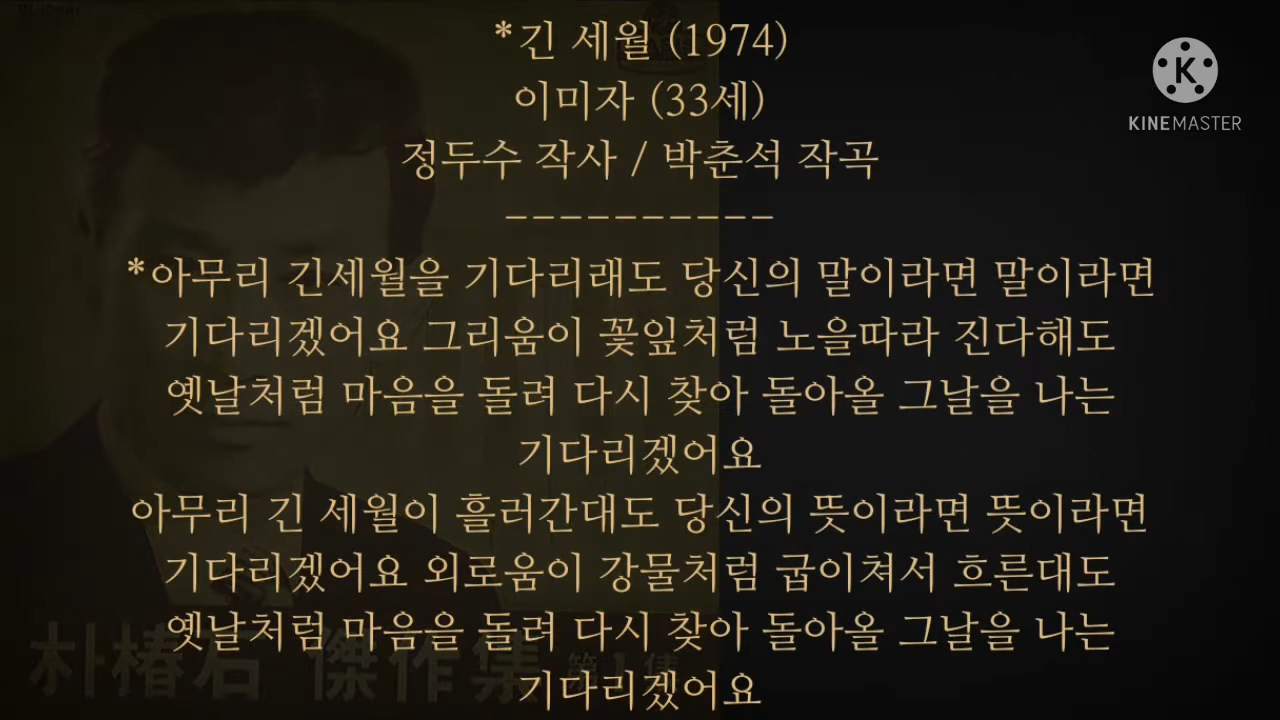 *긴 세월 (1974)
이미자 (33세)
정두수 작사 / 박춘석 작곡
----------
*아무리 긴세월을 기다리래도 당신의 말이라면 말이라면
기다리겠어요 그리움이 꽃잎처럼 노을따라 진다해도
옛날처럼 마음을 돌려 다시 찾아 돌아올 그날을 나는
기다리겠어요
아무리 긴 세월이 흘러간대도 당신의 뜻이라면 뜻이라면
기다리겠어요 외로움이 강물처럼 굽이쳐서 흐른대도
옛날처럼 마음을 돌려 다시 찾아 돌아올 그날을 나는
기다리겠어요
K
KINEMASTER
朴椿石 傑作集 第1集